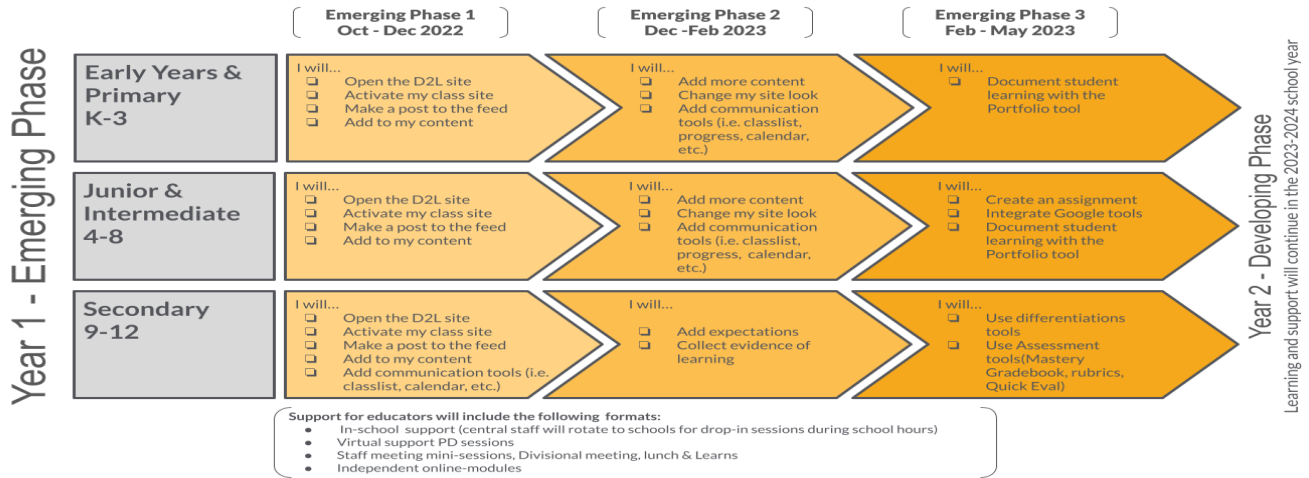 Emerging Phase 1
Oct - Dec 2022
Emerging Phase 2
Dec -Feb 2023
Emerging Phase 3
Feb - May 2023
Year 1 - Emerging Phase
Early Years &
Primary
K-3
I will...
❏ Open the D2L site
❏ Activate my class site
❏ Make a post to the feed
❏ Add to my content
I will...
❏ Add more content
❏ Change my site look
❏ Add communication
tools (i.e. classlist,
progress, calendar,
etc.)
I will...
❏ Document student
learning with the
Portfolio tool
Junior &
Intermediate
4-8
I will...
❏ Open the D2L site
❏ Activate my class site
❏ Make a post to the feed
❏ Add to my content
I will...
❏ Add more content
❏ Change my site look
❏ Add communication
tools (i.e. classlist,
progress, calendar,
etc.)
I will...
❏ Create an assignment
❏ Integrate Google tools
❏ Document student
learning with the
Portfolio tool
Secondary
9-12
I will...
❏ Open the D2L site
❏ Activate my class site
❏ Make a post to the feed
❏ Add to my content
❏ Add communication tools (i.e.
classlist, calendar, etc.)
I will...
❏ Add expectations
❏ Collect evidence of
learning
I will...
❏ Use differentiations
tools
❏ Use Assessment
tools(Mastery
Gradebook, rubrics,
Quick Eval)
Year 2 - Developing Phase
Learning and support will continue in the 2023-2024 school year
Support for educators will include the following formats:
● In-school support (central staff will rotate to schools for drop-in sessions during school hours)
● Virtual support PD sessions
● Staff meeting mini-sessions, Divisional meeting, lunch & Learns
● Independent online-modules